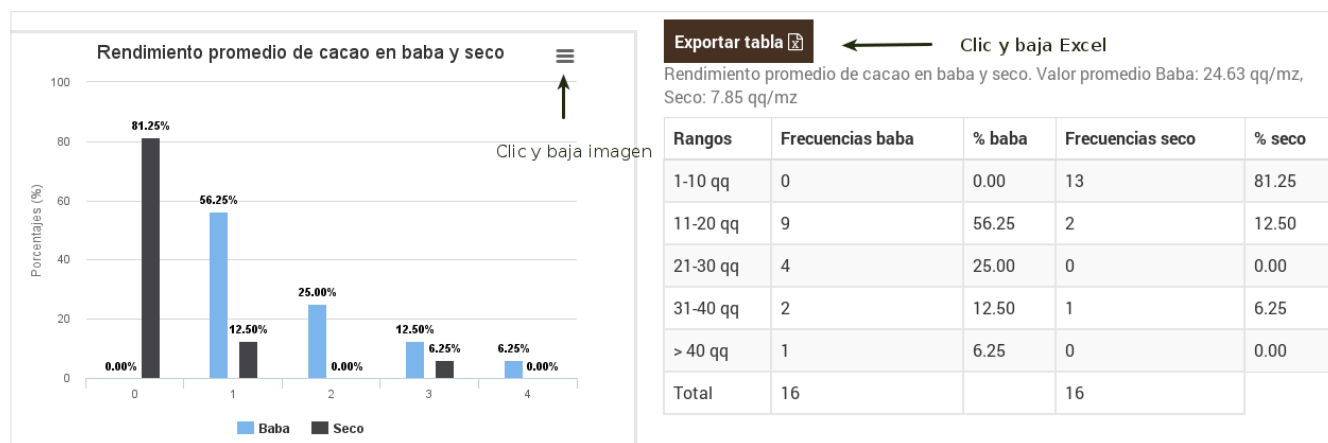 Rendimiento promedio de cacao en baba y seco
100
80
60
40
20
0
Porcentajes (%)
81.25%
56.25%
25.00%
12.50%
12.50%
6.25%
6.25%
0.00%
0.00%
0.00%
0 1 2 3 4
Baba Seco
Clic y baja imagen
Exportar tabla
Clic y baja Excel
Rendimiento promedio de cacao en baba y seco. Valor promedio Baba: 24.63 qq/mz,
Seco: 7.85 qq/mz
Rangos Frecuencias baba % baba Frecuencias seco % seco
1-10 qq 0 0.00 13 81.25
11-20 qq 9 56.25 2 12.50
21-30 qq 4 25.00 0 0.00
31-40 qq 2 12.50 1 6.25
> 40 qq 1 6.25 0 0.00
Total 16 16